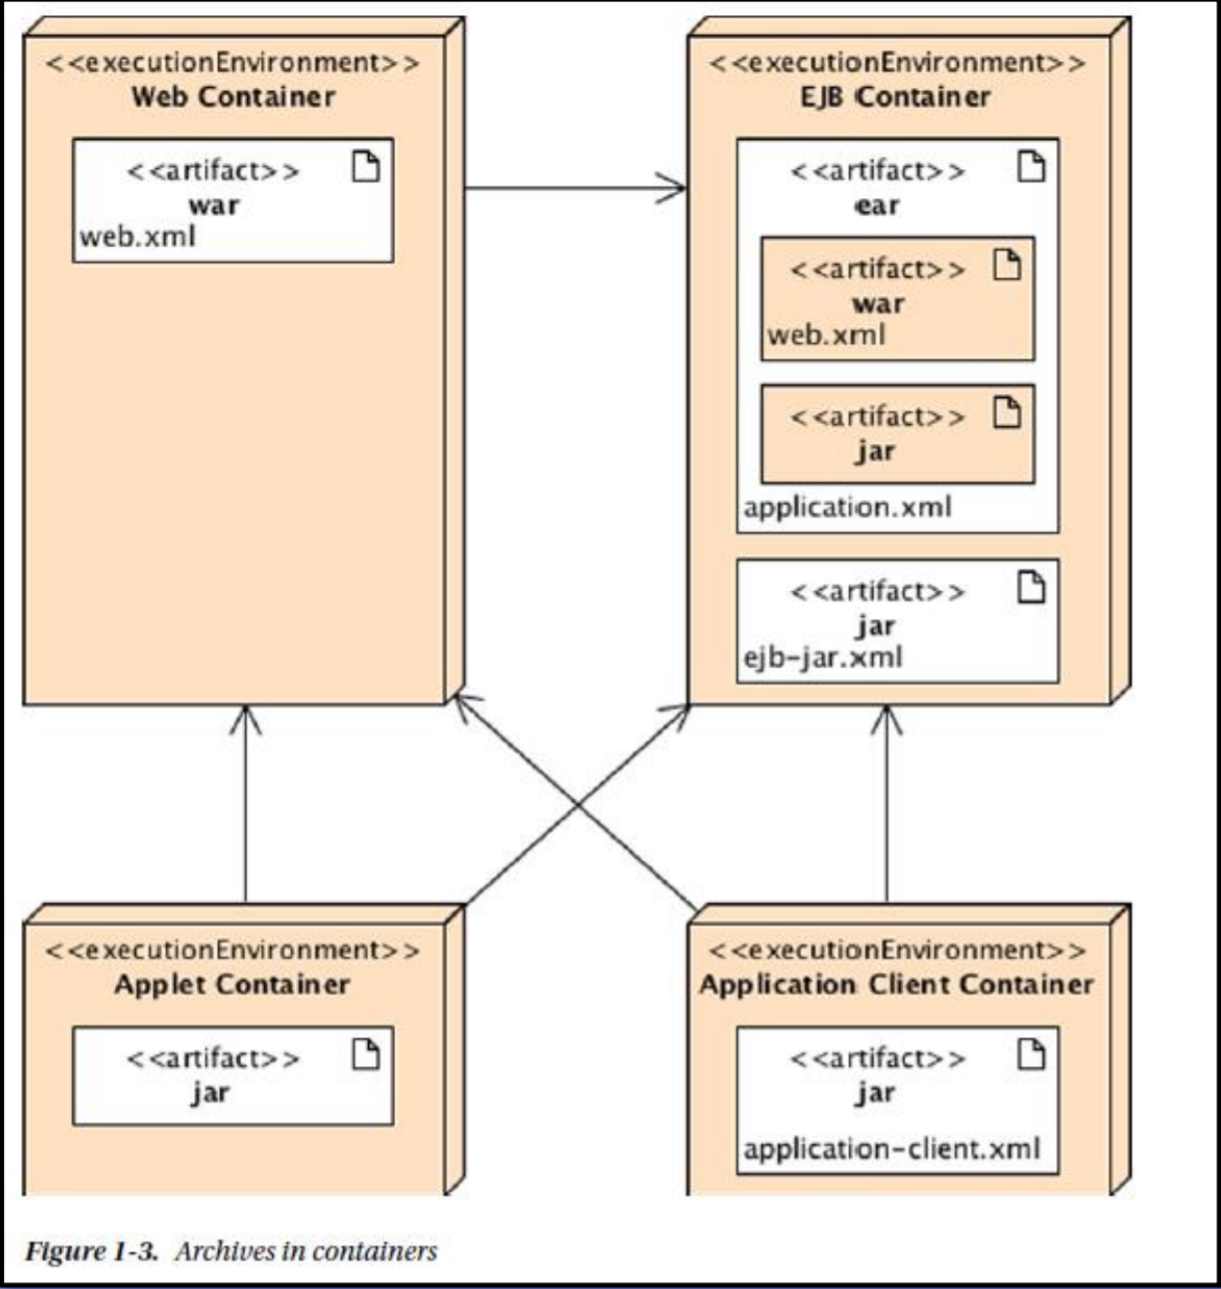 <<executionEnvironment>>
Web Container
<<artifact>>
war
web.xml
<<executionEnvironment>>
EJB Container
<<artifact>>
ear
<<artifact>>
war
web.xml
<<artifact>>
jar
application.xml
<<artifact>>
jar
ejb-jar.xml
<<executionEnvironment>>
Applet Container
<<artifact>>
jar
<<executionEnvironment>>
Application Client Container
<<artifact>>
jar
application-client.xml
Figure 1-3. Archives in containers